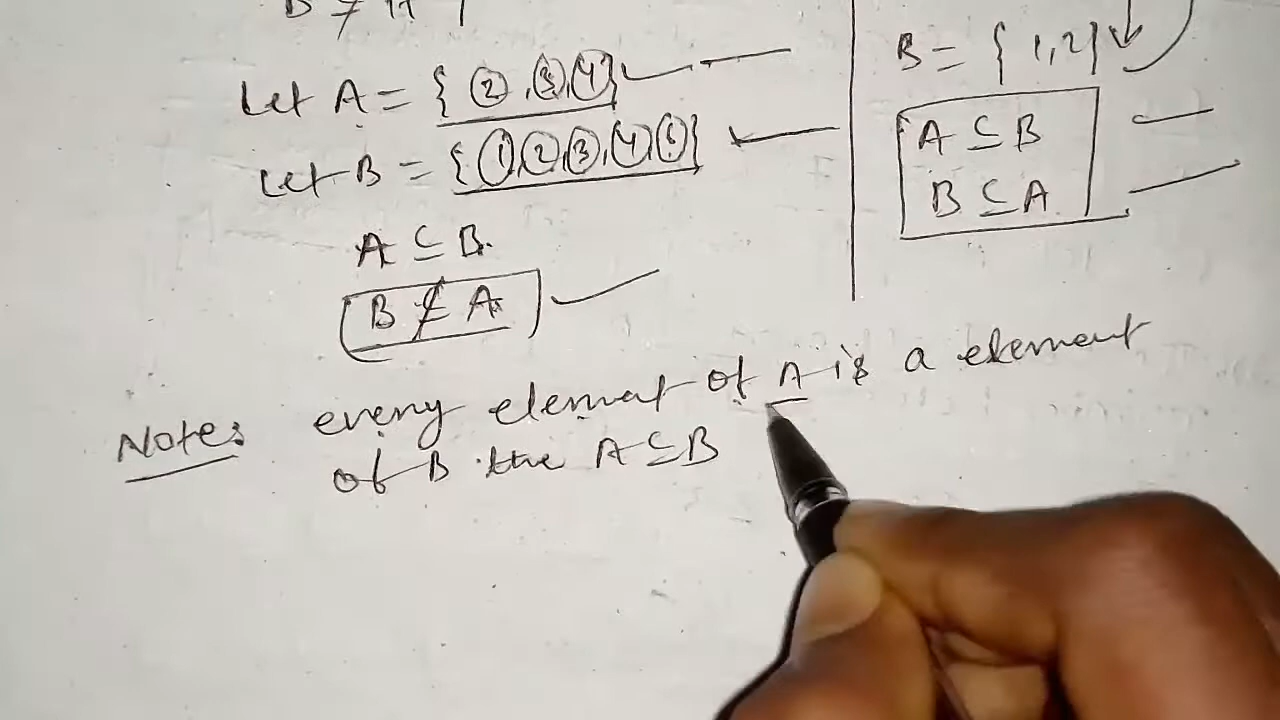 Let A = { 2, 3, 4}
Let B = {1, 2, 3, 4, 5}
A ⊆ B.
B ⊈ A.
B = { 1,2}
A ⊆ B
B ⊆ A
Notes every element of A is a element
of B the A ⊆ B